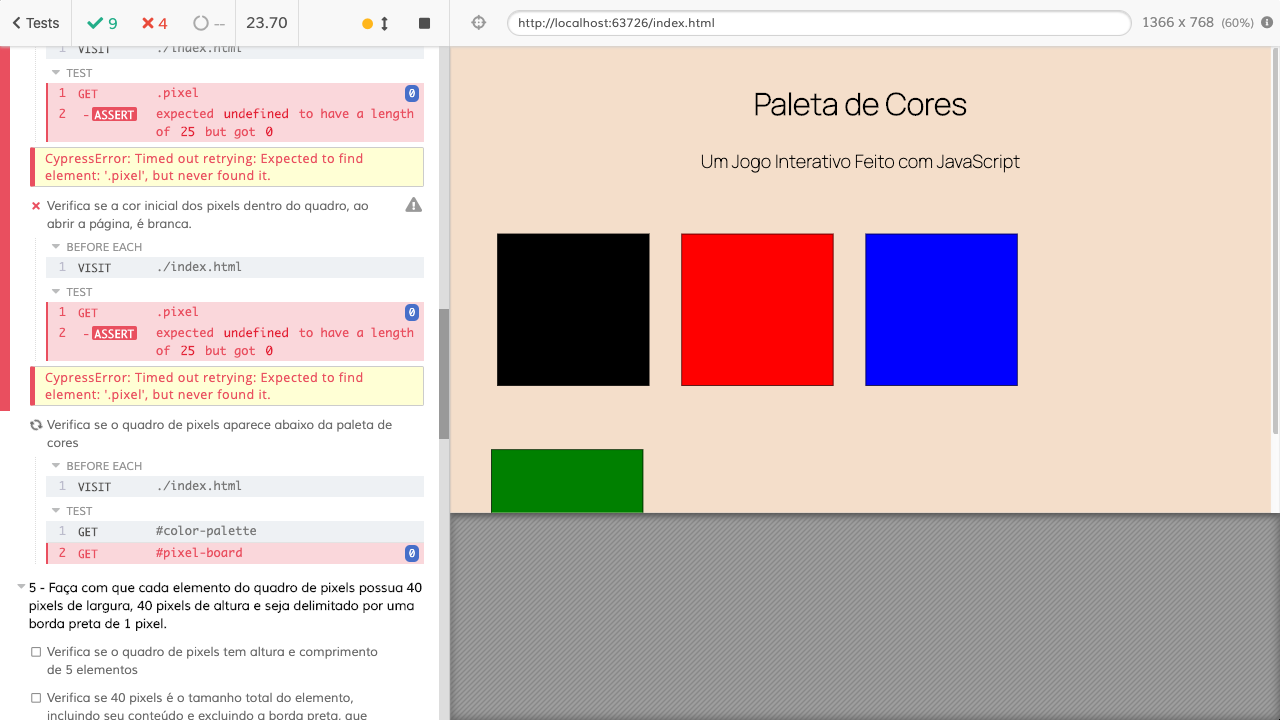 Tests
9
4
--
23.70
http://localhost:63726/index.html
1366 x 768 (60%)
1 VISIT ./index.html
TEST
1 GET .pixel 0
2 -ASSERT expected undefined to have a length
of 25 but got 0
CypressError: Timed out retrying: Expected to find
element: '.pixel', but never found it.
Verifica se a cor inicial dos pixels dentro do quadro, ao
abrir a página, é branca.
BEFORE EACH
1 VISIT ./index.html
TEST
1 GET .pixel 0
2 -ASSERT expected undefined to have a length
of 25 but got 0
CypressError: Timed out retrying: Expected to find
element: '.pixel', but never found it.
Verifica se o quadro de pixels aparece abaixo da paleta de
cores
BEFORE EACH
1 VISIT ./index.html
TEST
1 GET #color-palette
2 GET #pixel-board 0
5 - Faça com que cada elemento do quadro de pixels possua 40
pixels de largura, 40 pixels de altura e seja delimitado por uma
borda preta de 1 pixel.
Verifica se o quadro de pixels tem altura e comprimento
de 5 elementos
Verifica se 40 pixels é o tamanho total do elemento,
incluindo seu conteúdo e excluindo a borda preta, que
Paleta de Cores
Um Jogo Interativo Feito com JavaScript